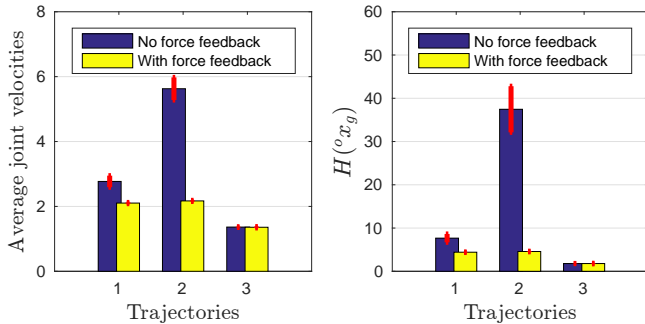 Average joint velocities
8
6
4
2
0
No force feedback
With force feedback
1 2 3
Trajectories
H(ᵒx_g)
60
50
40
30
20
10
0
No force feedback
With force feedback
1 2 3
Trajectories